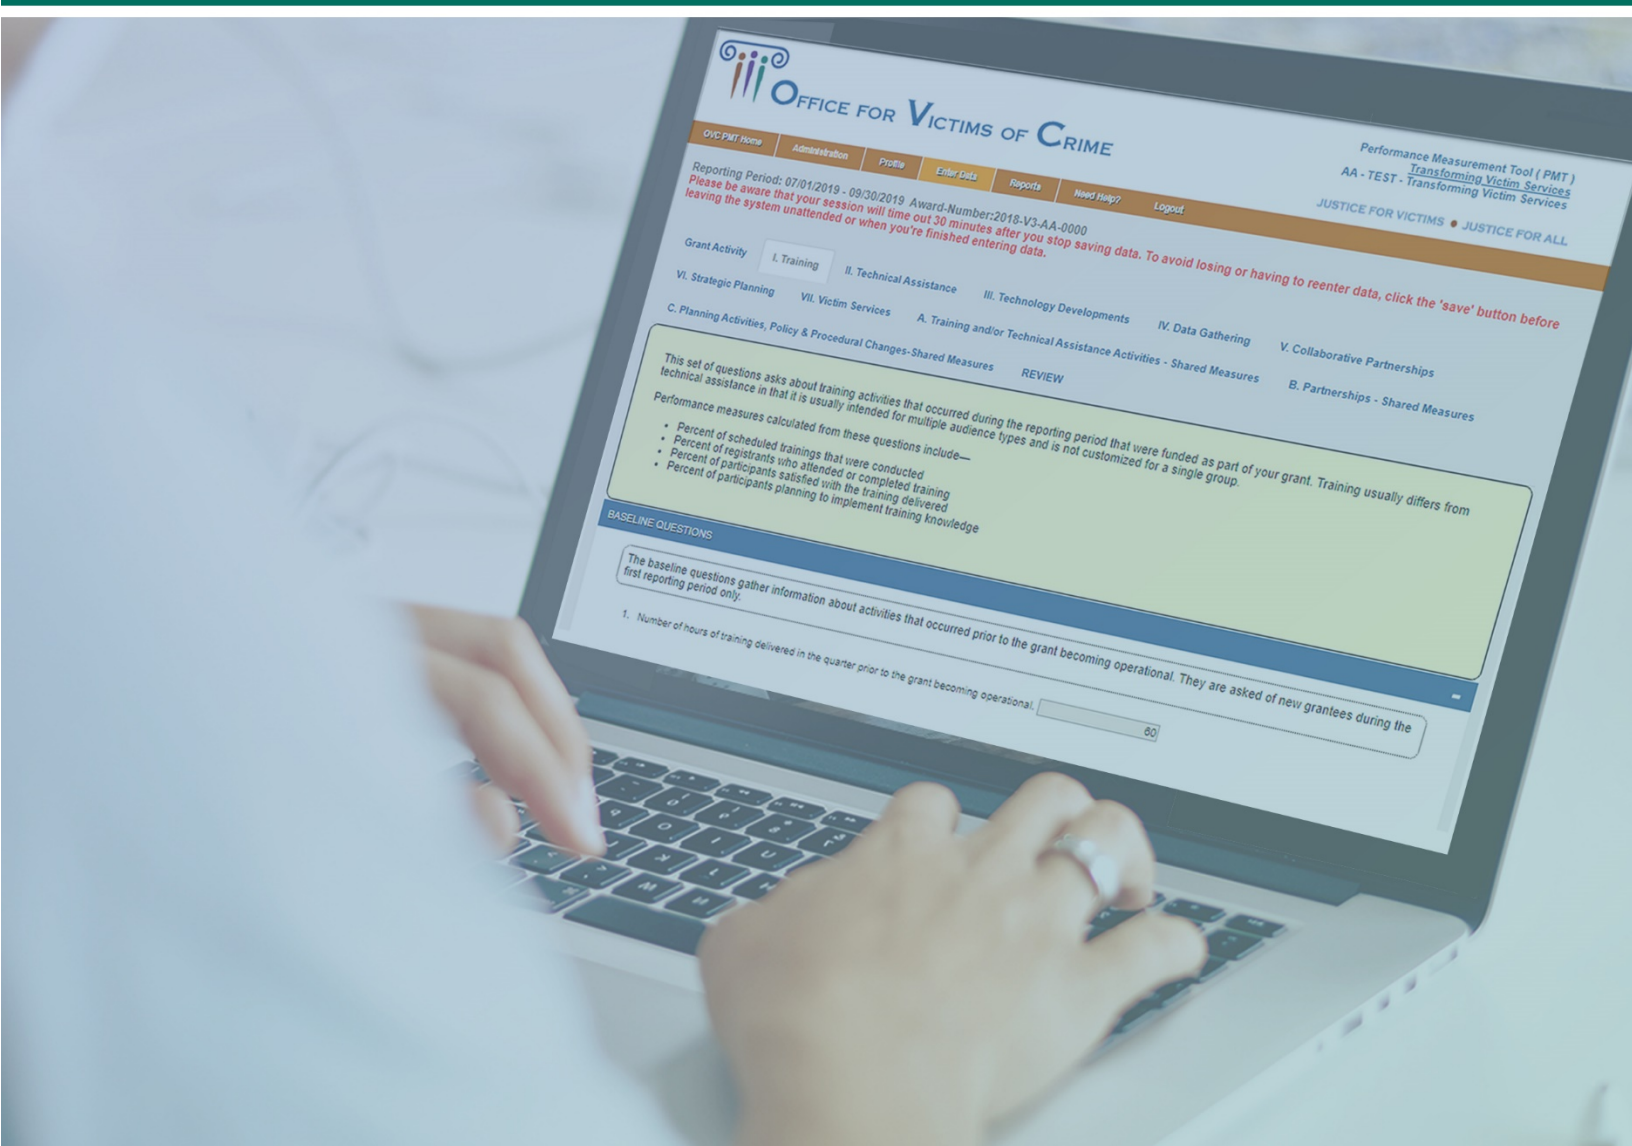 OFFICE FOR VICTIMS OF CRIME
Performance Measurement Tool ( PMT )
Transforming Victim Services
AA - TEST - Transforming Victim Services
JUSTICE FOR VICTIMS • JUSTICE FOR ALL
OVC PMT Home Administration Profile Enter Data Reports Need Help? Logout
Reporting Period: 07/01/2019 - 09/30/2019 Award-Number:2018-V3-AA-0000
Please be aware that your session will time out 30 minutes after you stop saving data. To avoid losing or having to reenter data, click the 'save' button before
leaving the system unattended or when you're finished entering data.
Grant Activity I. Training II. Technical Assistance III. Technology Developments IV. Data Gathering V. Collaborative Partnerships
VI. Strategic Planning VII. Victim Services A. Training and/or Technical Assistance Activities - Shared Measures B. Partnerships - Shared Measures
C. Planning Activities, Policy & Procedural Changes-Shared Measures REVIEW
This set of questions asks about training activities that occurred during the reporting period that were funded as part of your grant. Training usually differs from
technical assistance in that it is usually intended for multiple audience types and is not customized for a single group.
Performance measures calculated from these questions include—
• Percent of scheduled trainings that were conducted
• Percent of registrants who attended or completed training
• Percent of participants satisfied with the training delivered
• Percent of participants planning to implement training knowledge
BASELINE QUESTIONS
The baseline questions gather information about activities that occurred prior to the grant becoming operational. They are asked of new grantees during the
first reporting period only.
1. Number of hours of training delivered in the quarter prior to the grant becoming operational. 60